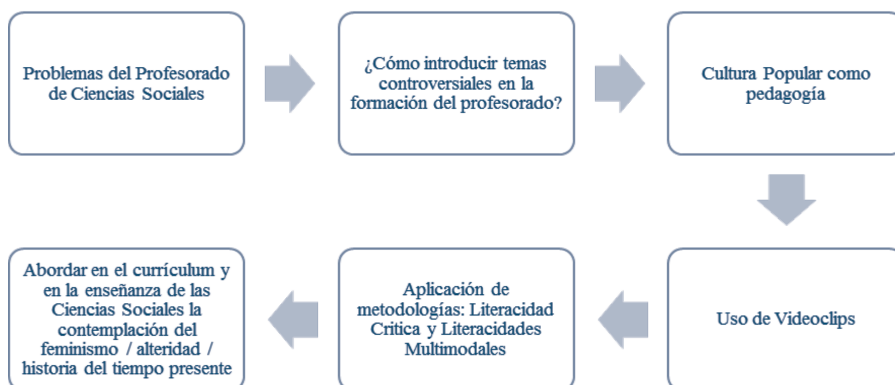 Problemas del Profesorado
de Ciencias Sociales
¿Cómo introducir temas
controversiales en la
formación del profesorado?
Cultura Popular como
pedagogía
Uso de Videoclips
Aplicación de
metodologías: Literacidad
Critica y Literacidades
Multimodales
Abordar en el currículum y
en la enseñanza de las
Ciencias Sociales la
contemplación del
feminismo / alteridad /
historia del tiempo presente